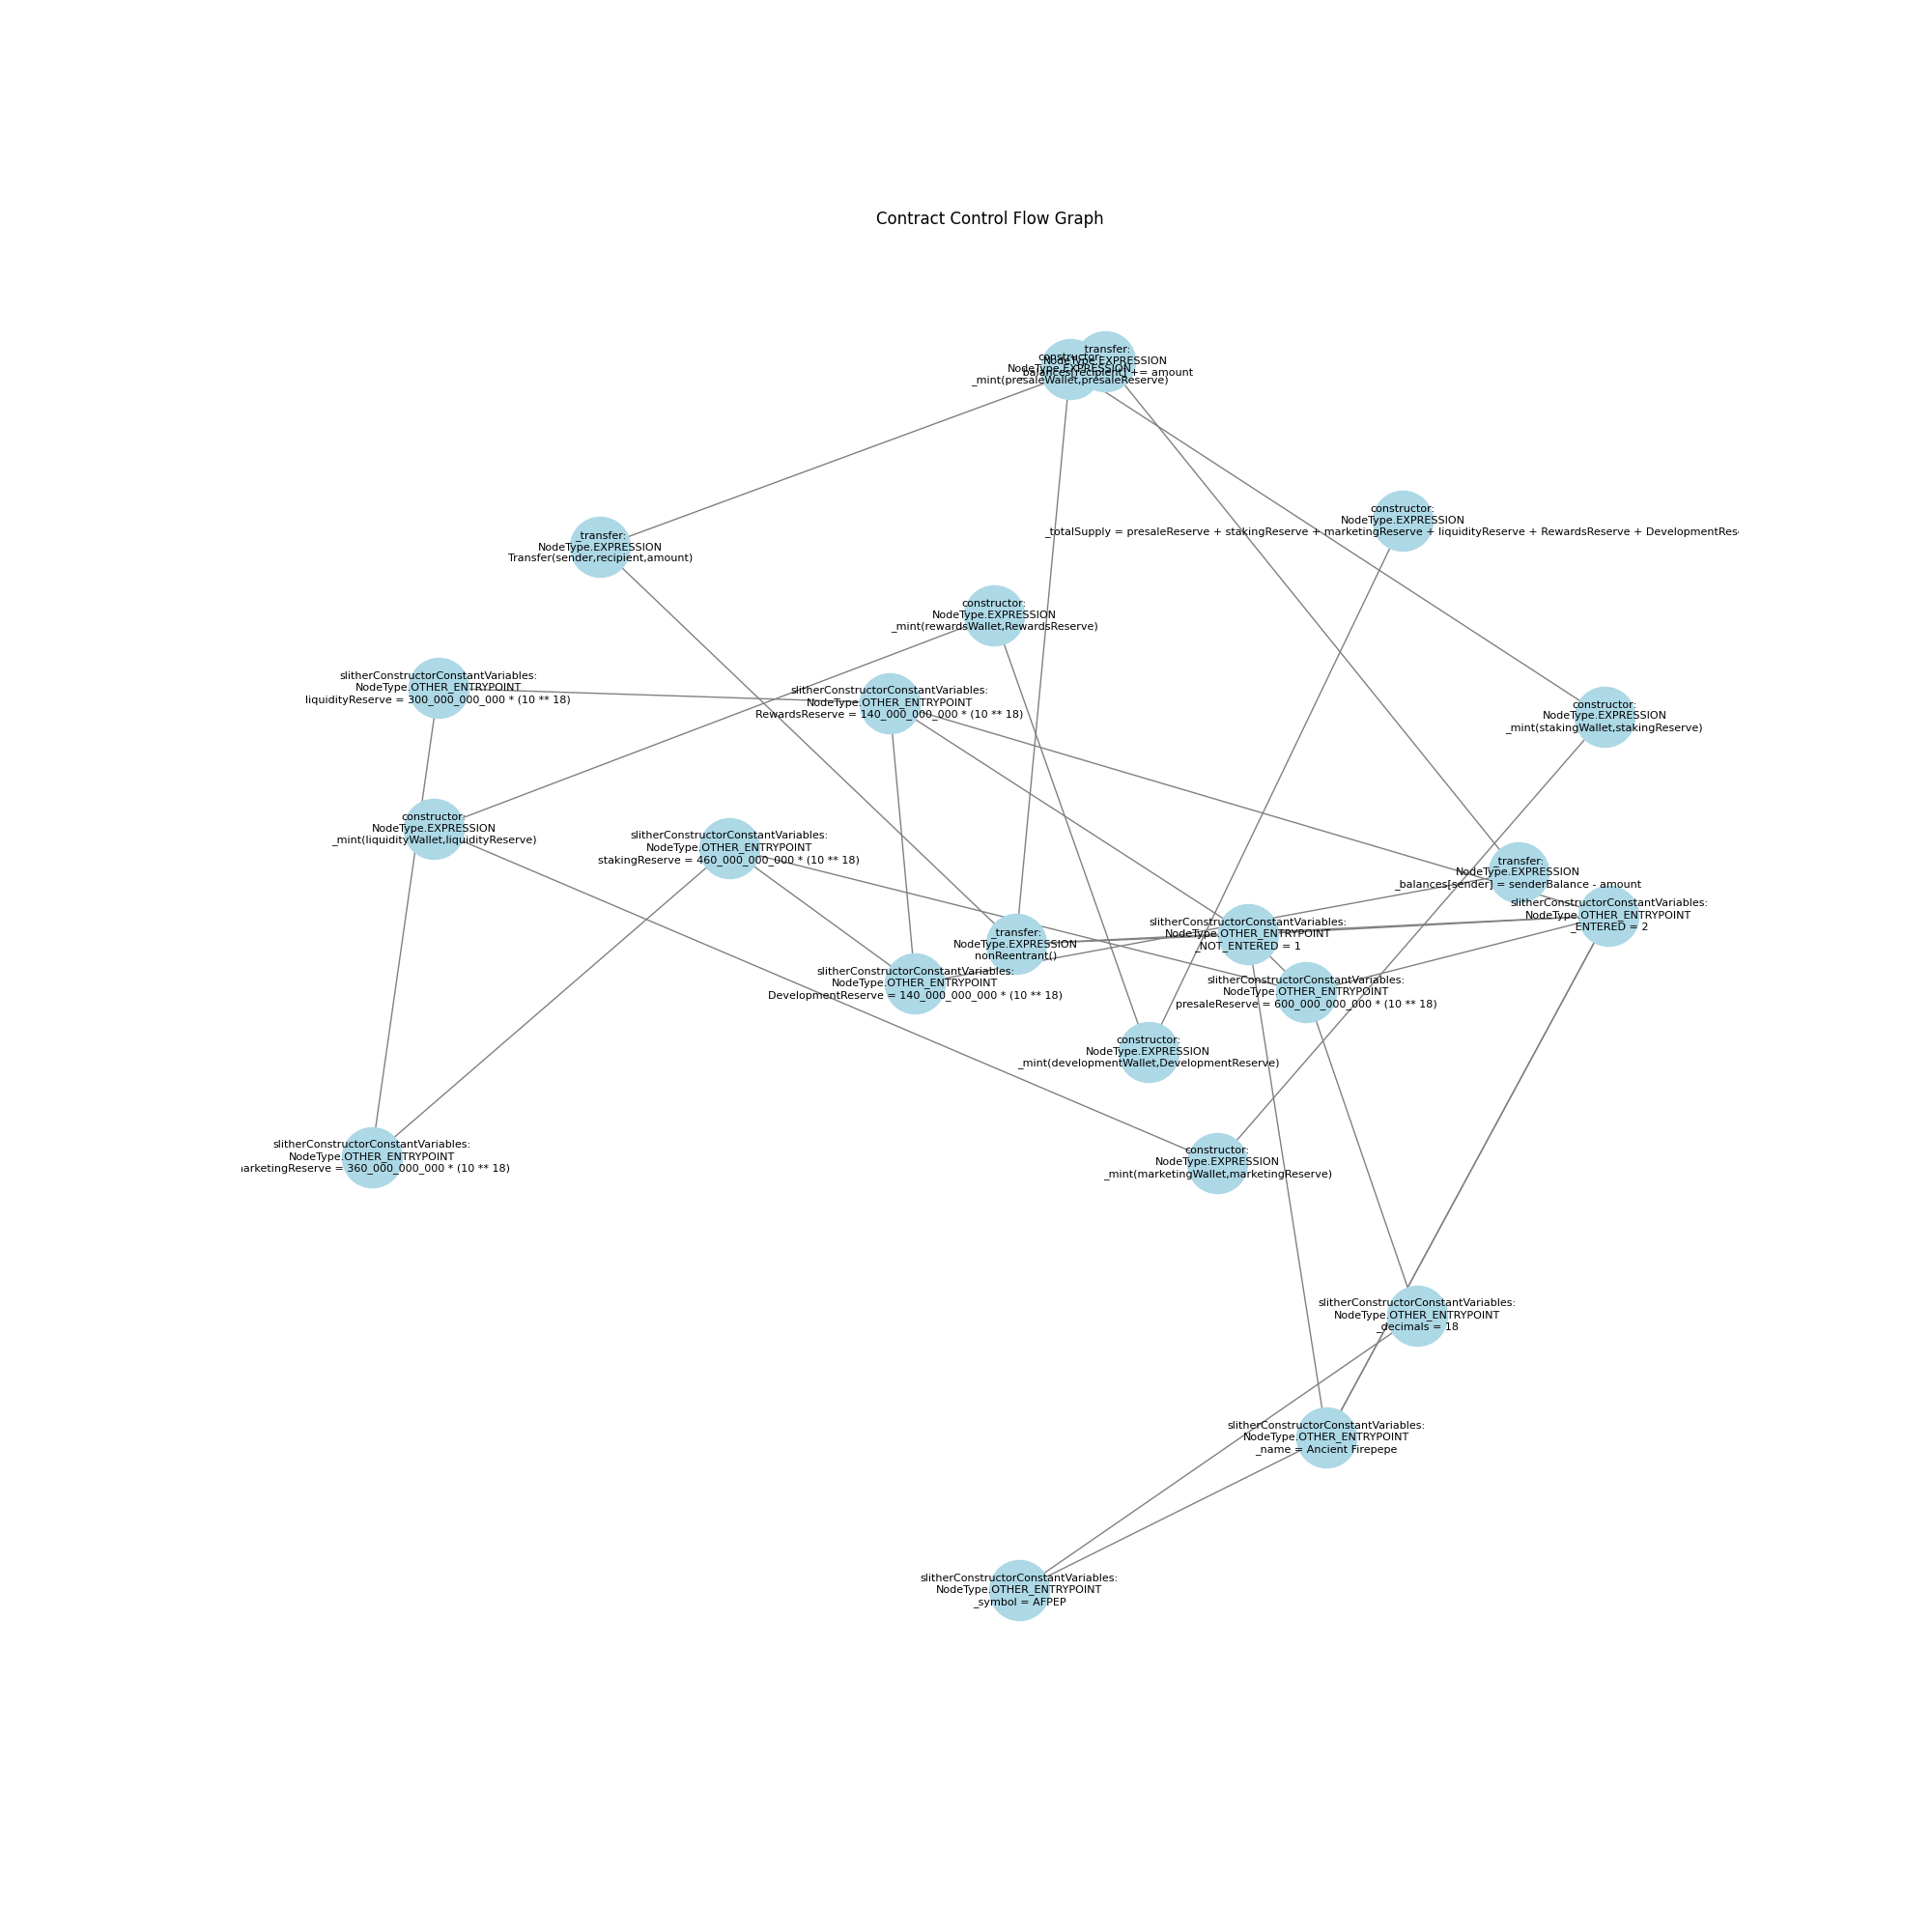 Contract Control Flow Graph
_transfer:
NodeType.EXPRESSION
_balances[recipient] += amount
constructor:
NodeType.EXPRESSION
_mint(presaleWallet,presaleReserve)
constructor:
NodeType.EXPRESSION
_totalSupply = presaleReserve + stakingReserve + marketingReserve + liquidityReserve + RewardsReserve +
_transfer:
NodeType.EXPRESSION
Transfer(sender,recipient,amount)
constructor:
NodeType.EXPRESSION
_mint(rewardsWallet,RewardsReserve)
slitherConstructorConstantVariables:
NodeType.OTHER_ENTRYPOINT
liquidityReserve = 300_000_000_000 * (10 ** 18)
slitherConstructorConstantVariables:
NodeType.OTHER_ENTRYPOINT
RewardsReserve = 140_000_000_000 * (10 ** 18)
constructor:
NodeType.EXPRESSION
_mint(stakingWallet,stakingReserve)
constructor:
NodeType.EXPRESSION
_mint(liquidityWallet,liquidityReserve)
slitherConstructorConstantVariables:
NodeType.OTHER_ENTRYPOINT
stakingReserve = 460_000_000_000 * (10 ** 18)
_transfer:
NodeType.EXPRESSION
_balances[sender] = senderBalance - amount
slitherConstructorConstantVariables:
NodeType.OTHER_ENTRYPOINT
_ENTERED = 2
slitherConstructorConstantVariables:
NodeType.OTHER_ENTRYPOINT
_NOT_ENTERED = 1
_transfer:
NodeType.EXPRESSION
nonReentrant()
slitherConstructorConstantVariables:
NodeType.OTHER_ENTRYPOINT
DevelopmentReserve = 140_000_000_000 * (10 ** 18)
slitherConstructorConstantVariables:
NodeType.OTHER_ENTRYPOINT
presaleReserve = 600_000_000_000 * (10 ** 18)
constructor:
NodeType.EXPRESSION
_mint(developmentWallet,DevelopmentReserve)
slitherConstructorConstantVariables:
NodeType.OTHER_ENTRYPOINT
arketingReserve = 360_000_000_000 * (10 ** 18)
constructor:
NodeType.EXPRESSION
_mint(marketingWallet,marketingReserve)
slitherConstructorConstantVariables:
NodeType.OTHER_ENTRYPOINT
_decimals = 18
slitherConstructorConstantVariables:
NodeType.OTHER_ENTRYPOINT
_name = Ancient Firepepe
slitherConstructorConstantVariables:
NodeType.OTHER_ENTRYPOINT
_symbol = AFPEP